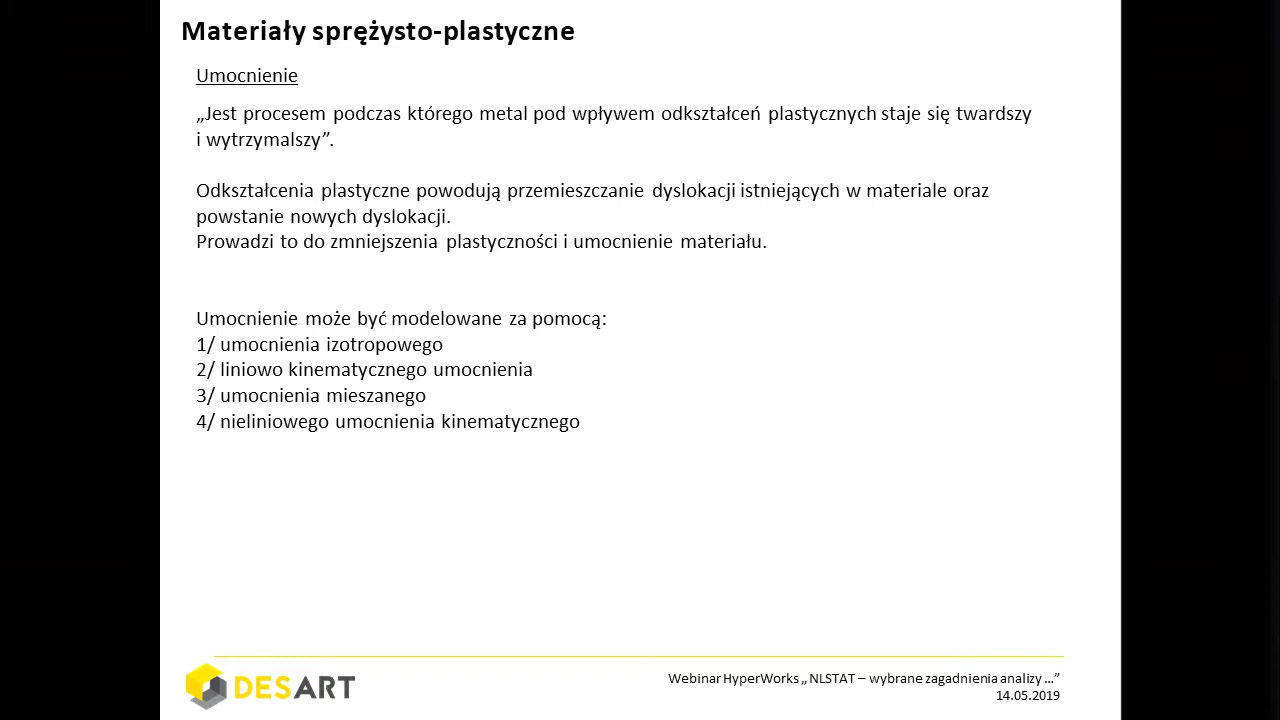 Materiały sprężysto-plastyczne
Umocnienie
„Jest procesem podczas którego metal pod wpływem odkształceń plastycznych staje się twardszy
i wytrzymalszy”.
Odkształcenia plastyczne powodują przemieszczanie dyslokacji istniejących w materiale oraz
powstanie nowych dyslokacji.
Prowadzi to do zmniejszenia plastyczności i umocnienie materiału.
Umocnienie może być modelowane za pomocą:
1/ umocnienia izotropowego
2/ liniowo kinematycznego umocnienia
3/ umocnienia mieszanego
4/ nieliniowego umocnienia kinematycznego
DESART
Webinar HyperWorks „ NLSTAT – wybrane zagadnienia analizy ...”
14.05.2019